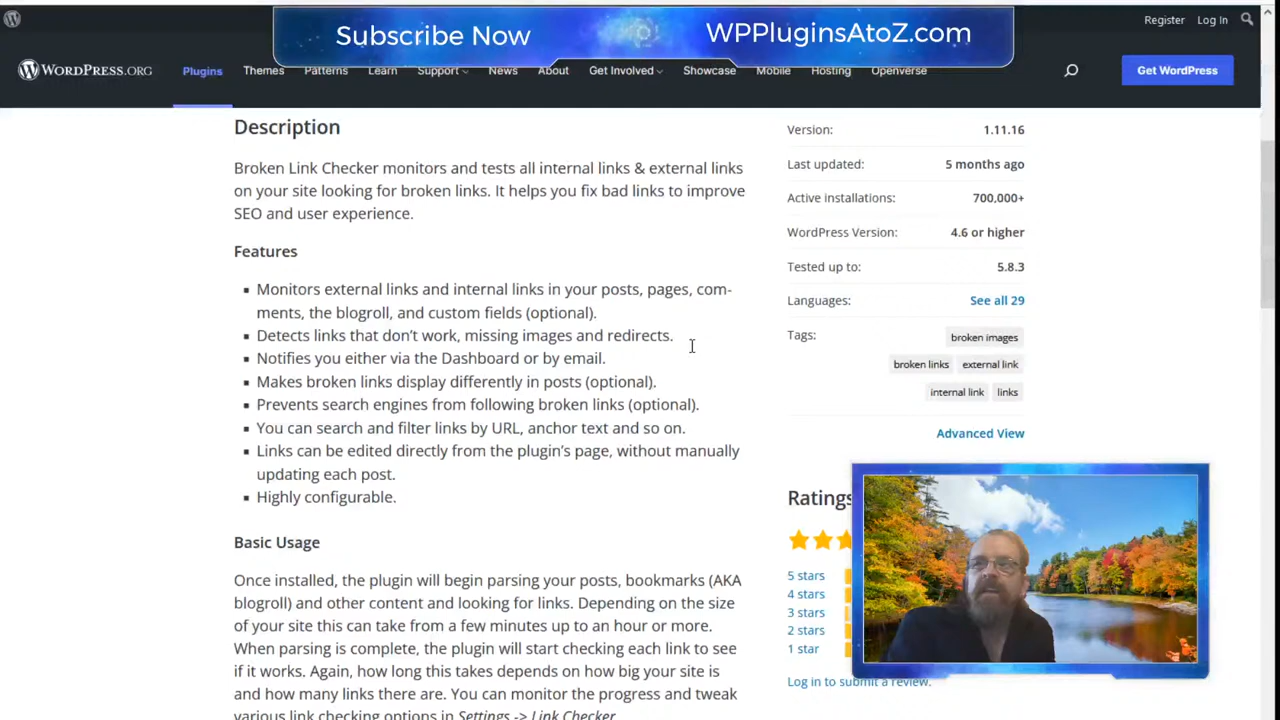 Register Log In
Subscribe Now WPPluginsAtoZ.com
WORDPRESS.ORG Plugins Themes Patterns Learn Support News About Get Involved Showcase Mobile Hosting Openverse Get WordPress
Description
Broken Link Checker monitors and tests all internal links & external links
on your site looking for broken links. It helps you fix bad links to improve
SEO and user experience.
Features
Monitors external links and internal links in your posts, pages, com-
ments, the blogroll, and custom fields (optional).
Detects links that don’t work, missing images and redirects.
Notifies you either via the Dashboard or by email.
Makes broken links display differently in posts (optional).
Prevents search engines from following broken links (optional).
You can search and filter links by URL, anchor text and so on.
Links can be edited directly from the plugin’s page, without manually
updating each post.
Highly configurable.
Basic Usage
Once installed, the plugin will begin parsing your posts, bookmarks (AKA
blogroll) and other content and looking for links. Depending on the size
of your site this can take from a few minutes up to an hour or more.
When parsing is complete, the plugin will start checking each link to see
if it works. Again, how long this takes depends on how big your site is
and how many links there are. You can monitor the progress and tweak
various link checking options in Settings -> Link Checker
Version: 1.11.16
Last updated: 5 months ago
Active installations: 700,000+
WordPress Version: 4.6 or higher
Tested up to: 5.8.3
Languages: See all 29
Tags: broken images
broken links external link
internal link links
Advanced View
Ratings
5 stars
4 stars
3 stars
2 stars
1 star
Log in to submit a review.